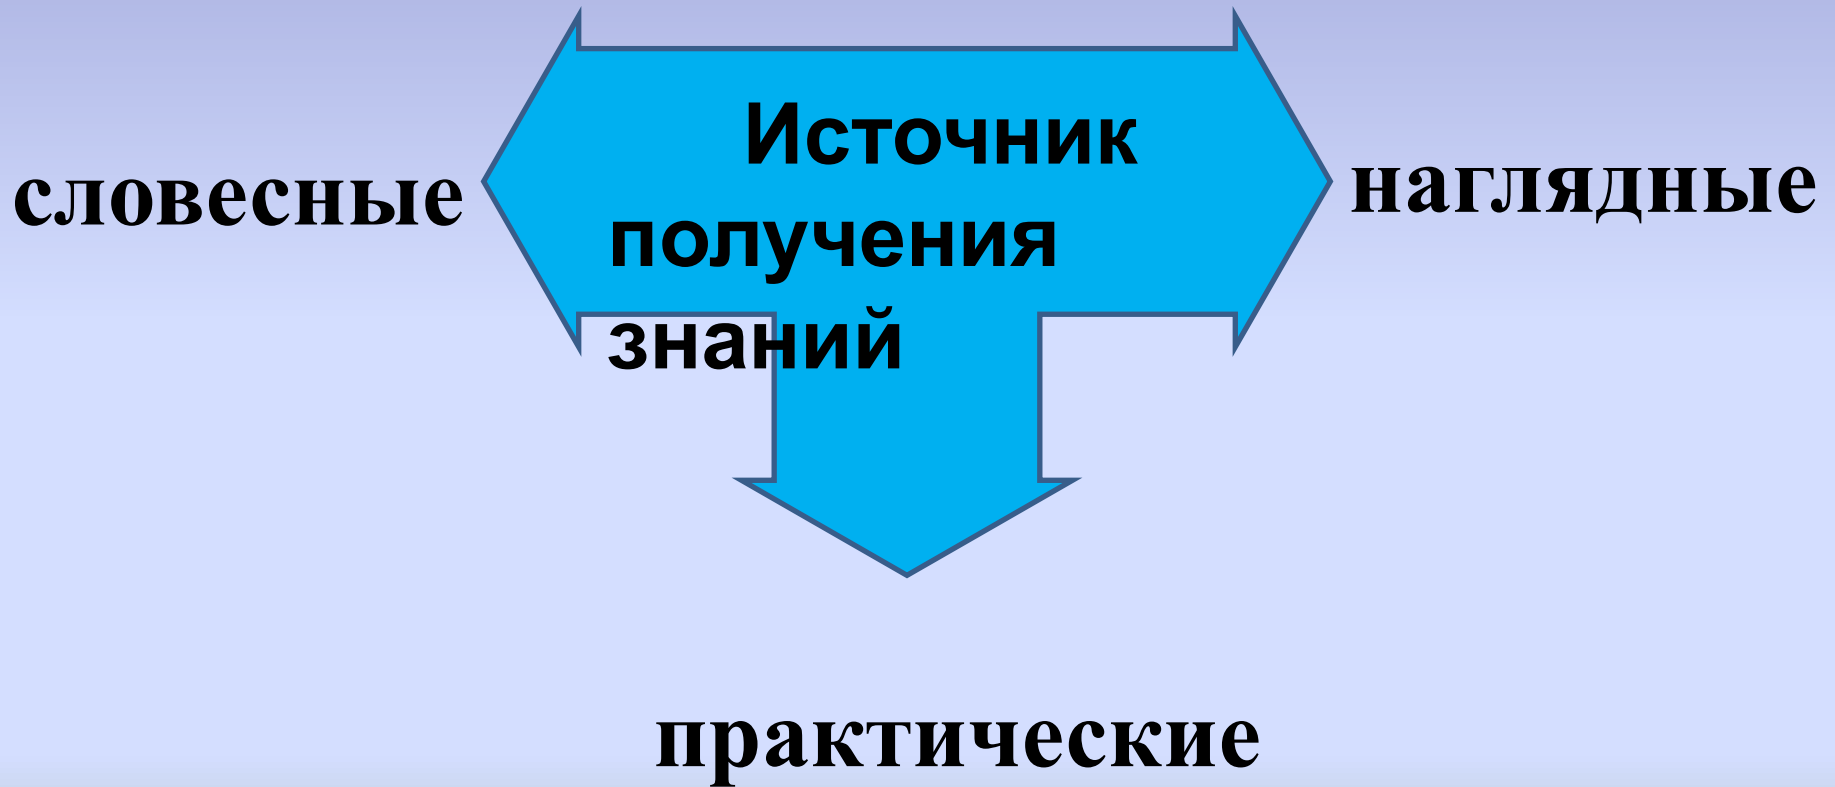 Источник
получения
знаний
словесные
наглядные
практические